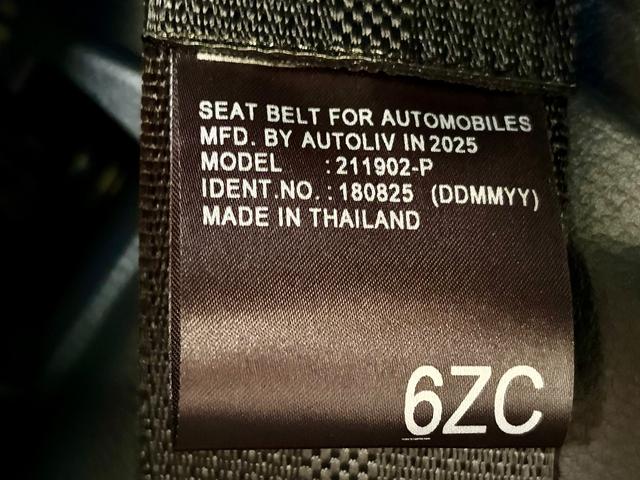 SEAT BELT FOR AUTOMOBILES
MFD. BY AUTOLIV IN 2025
MODEL : 211902-P
IDENT.NO. : 180825 (DDMMYY)
MADE IN THAILAND
6ZC